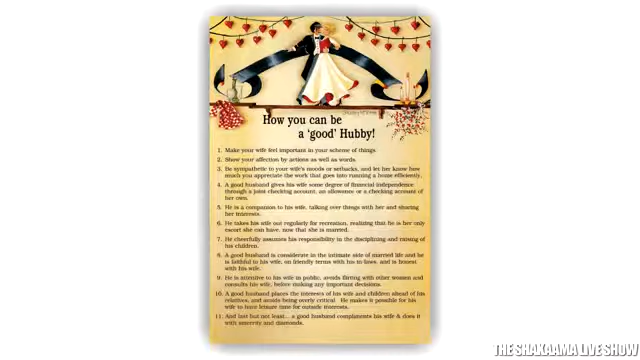 How you can be
a 'good' Hubby!
1. Make your wife feel important in your scheme of things.
2. Show your affection by actions as well as words.
3. Be sympathetic to your wife's moods or setbacks, and let her know how
much you appreciate the work that goes into running a home efficiently.
4. A good husband gives his wife some degree of financial independence
through a joint checking account, an allowance or a checking account of
her own.
5. He is a companion to his wife, talking over things with her and sharing
her interests.
6. He takes his wife out regularly for recreation, realizing that he is her only
escort she can have, now that she is married.
7. He cheerfully assumes his responsibility in the disciplining and raising of
his children.
8. A good husband is considerate in the intimate side of married life and he
is faithful to his wife, on friendly terms with his in-laws, and is honest
with his wife.
9. He is attentive to his wife in public, avoids flirting with other women and
consults his wife, before making any important decisions.
10. A good husband places the interests of his wife and children ahead of his
relatives, and avoids being overly critical. He makes it possible for his
wife to have leisure time for outside interests.
11. And last but not least... a good husband compliments his wife & does it
with sincerity and diamonds.
THE SHAKAAMA LIVE SHOW